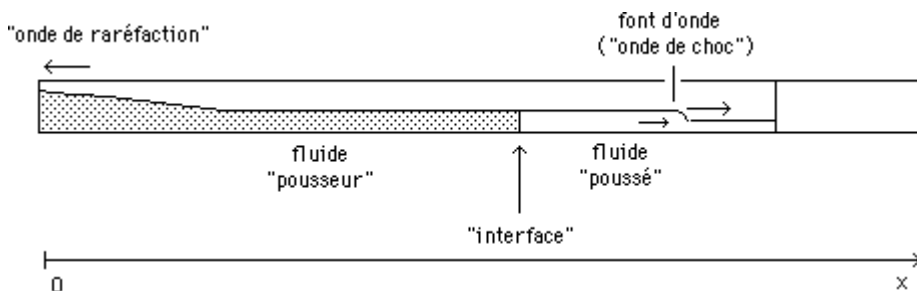 font d'onde
("onde de choc")
"onde de raréfaction"
fluide
"pousseur"
fluide
"poussé"
"interface"
0
x